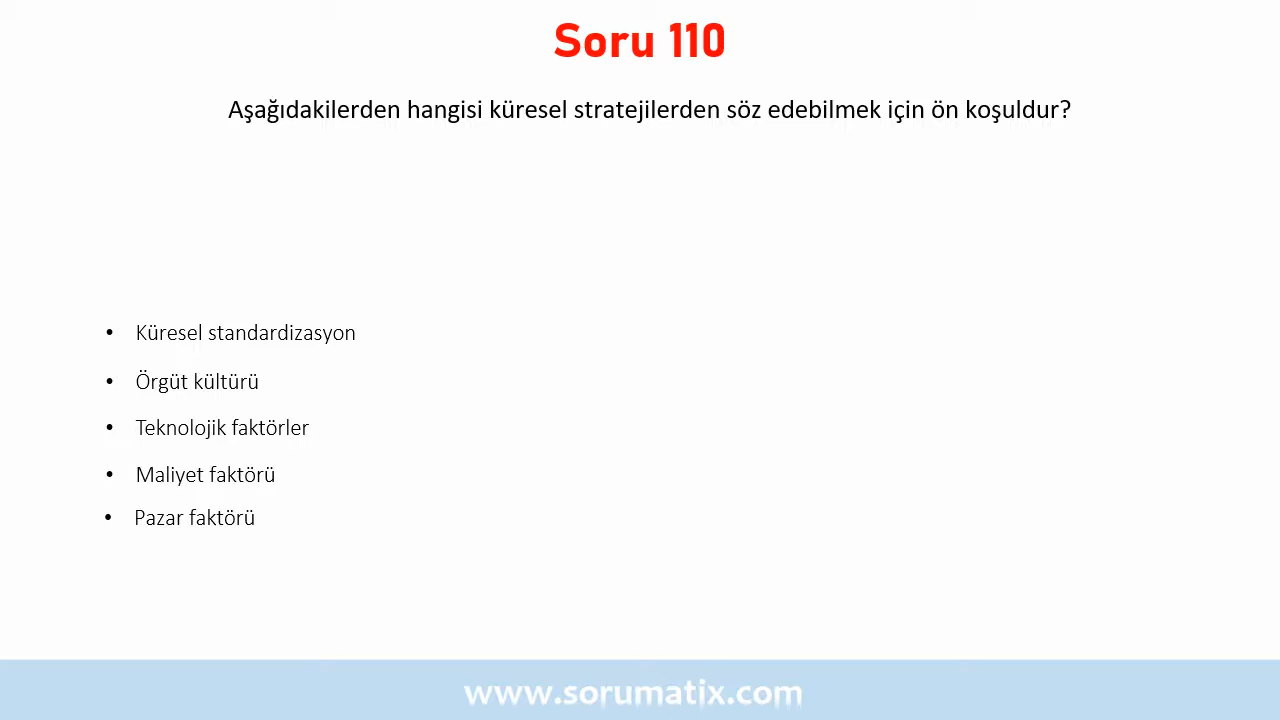 Soru 110
Aşağıdakilerden hangisi küresel stratejilerden söz edebilmek için ön koşuldur?
• Küresel standardizasyon
• Örgüt kültürü
• Teknolojik faktörler
• Maliyet faktörü
• Pazar faktörü
www.sorumatix.com